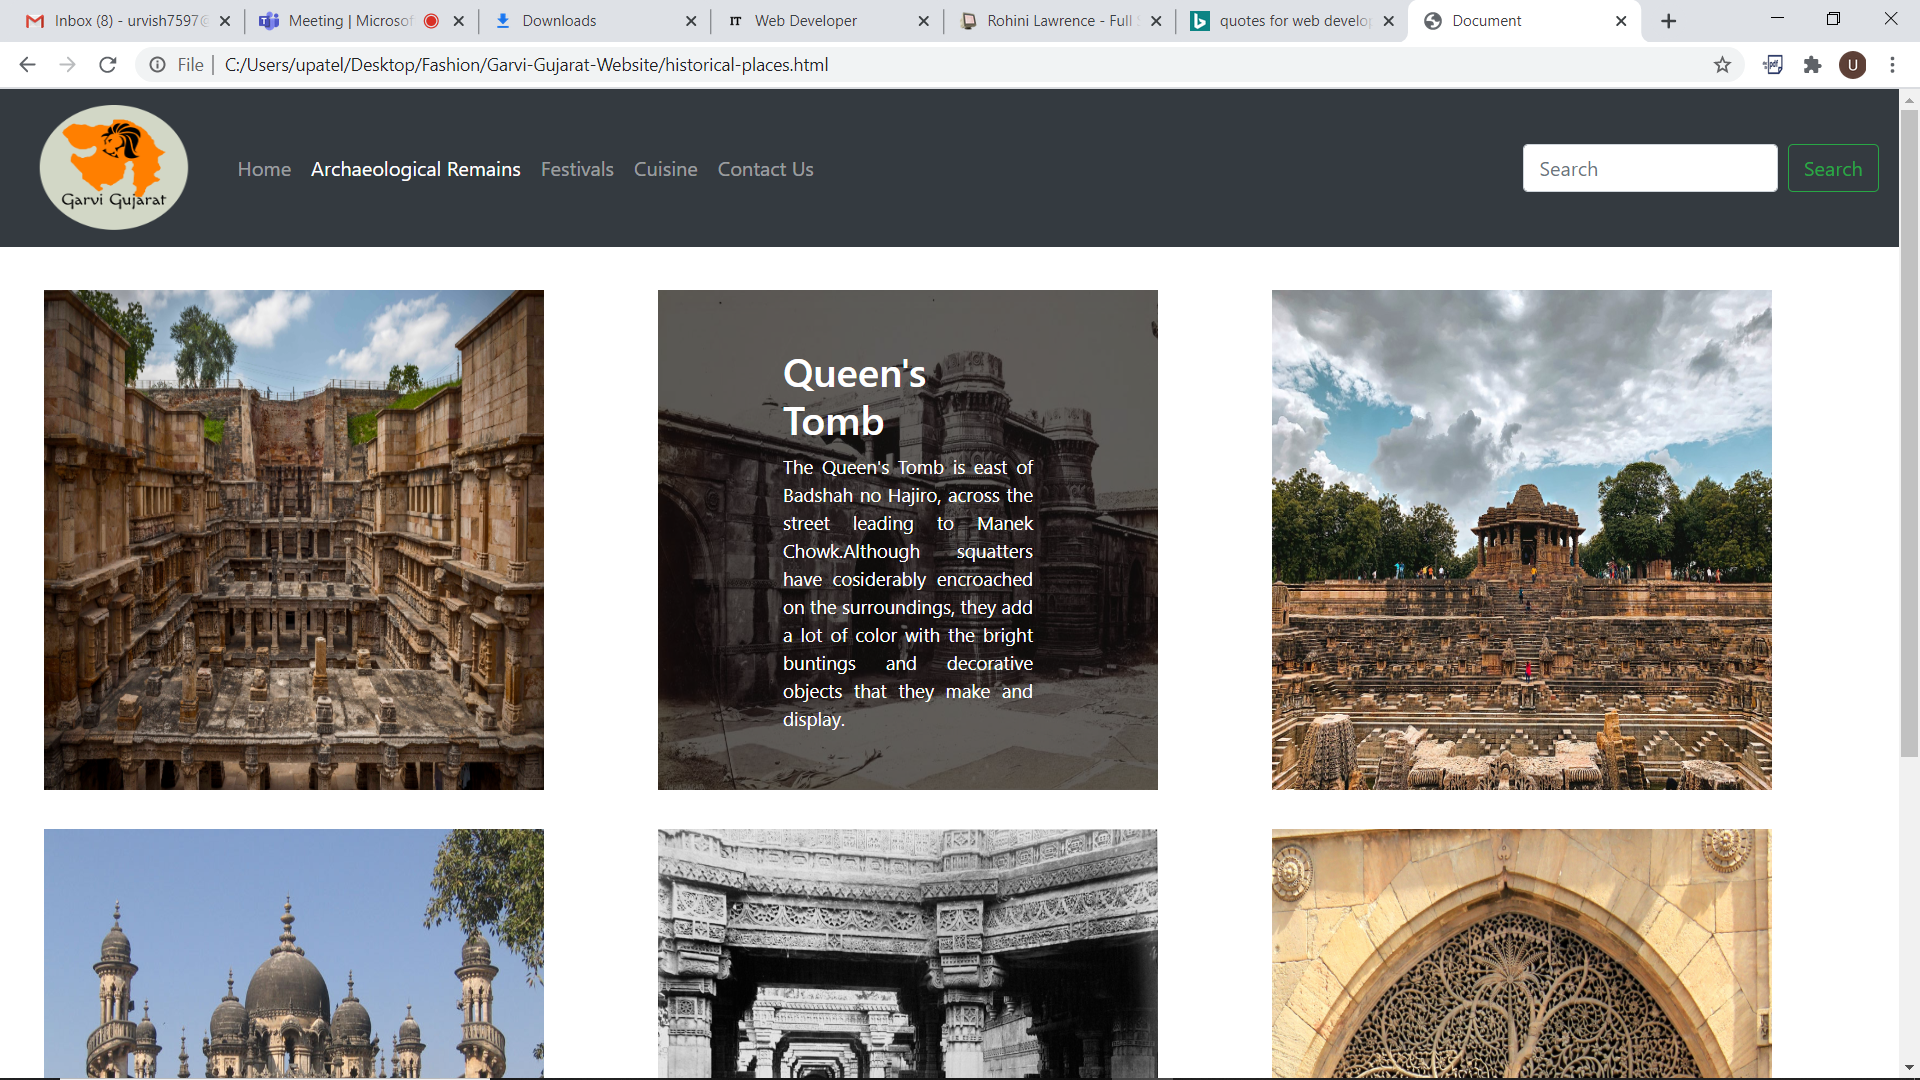 Inbox (8) - urvish7597@
Meeting | Microsof
Downloads
IT Web Developer
Rohini Lawrence - Full S
quotes for web develo
Document
File | C:/Users/upatel/Desktop/Fashion/Garvi-Gujarat-Website/historical-places.html
U
Garvi Gujarat
Home Archaeological Remains Festivals Cuisine Contact Us
Search
Search
Queen's
Tomb
The Queen's Tomb is east of
Badshah no Hajiro, across the
street leading to Manek
Chowk.Although squatters
have cosiderably encroached
on the surroundings, they add
a lot of color with the bright
buntings and decorative
objects that they make and
display.